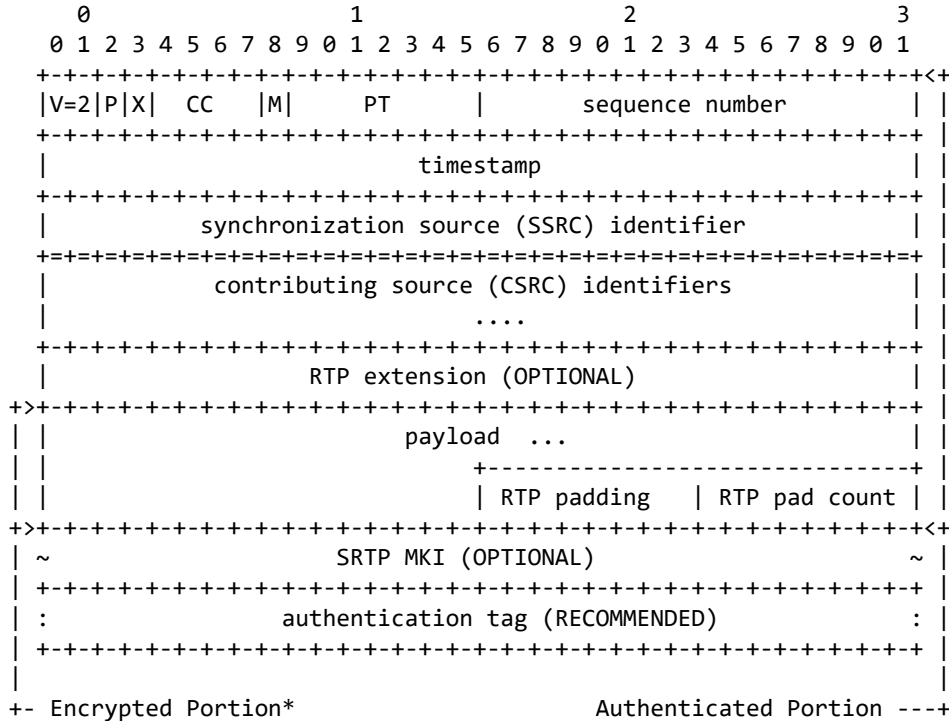 0 1 2 3
0 1 2 3 4 5 6 7 8 9 0 1 2 3 4 5 6 7 8 9 0 1 2 3 4 5 6 7 8 9 0 1
+-+-+-+-+-+-+-+-+-+-+-+-+-+-+-+-+-+-+-+-+-+-+-+-+-+-+-+-+-+-+-+-+<+
|V=2|P|X| CC |M| PT | sequence number | |
+-+-+-+-+-+-+-+-+-+-+-+-+-+-+-+-+-+-+-+-+-+-+-+-+-+-+-+-+-+-+-+-+ |
| timestamp | |
+-+-+-+-+-+-+-+-+-+-+-+-+-+-+-+-+-+-+-+-+-+-+-+-+-+-+-+-+-+-+-+-+ |
| synchronization source (SSRC) identifier | |
+=+=+=+=+=+=+=+=+=+=+=+=+=+=+=+=+=+=+=+=+=+=+=+=+=+=+=+=+=+=+=+=+ |
| contributing source (CSRC) identifiers | |
| .... | |
+-+-+-+-+-+-+-+-+-+-+-+-+-+-+-+-+-+-+-+-+-+-+-+-+-+-+-+-+-+-+-+-+ |
| RTP extension (OPTIONAL) | |
+>+-+-+-+-+-+-+-+-+-+-+-+-+-+-+-+-+-+-+-+-+-+-+-+-+-+-+-+-+-+-+-+-+ |
| | payload ... | |
| | +-------------------------------+ |
| | | RTP padding | RTP pad count | |
+>+-+-+-+-+-+-+-+-+-+-+-+-+-+-+-+-+-+-+-+-+-+-+-+-+-+-+-+-+-+-+-+-+<+
| ~ SRTP MKI (OPTIONAL) ~ |
| +-+-+-+-+-+-+-+-+-+-+-+-+-+-+-+-+-+-+-+-+-+-+-+-+-+-+-+-+-+-+-+-+ |
| : authentication tag (RECOMMENDED) : |
| +-+-+-+-+-+-+-+-+-+-+-+-+-+-+-+-+-+-+-+-+-+-+-+-+-+-+-+-+-+-+-+-+ |
| |
+- Encrypted Portion* Authenticated Portion ---+